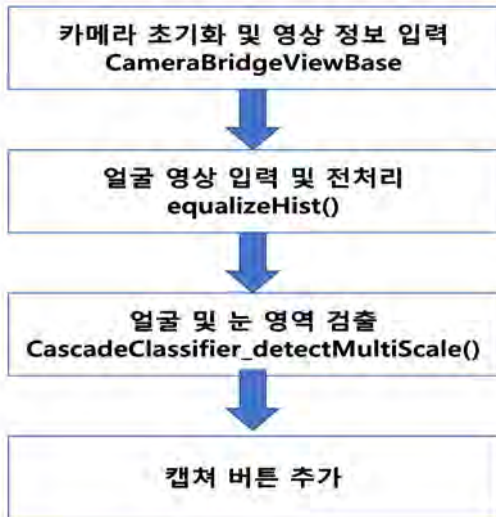 카메라 초기화 및 영상 정보 입력
CameraBridgeViewBase
얼굴 영상 입력 및 전처리
equalizeHist()
얼굴 및 눈 영역 검출
CascadeClassifier_detectMultiScale()
캡쳐 버튼 추가